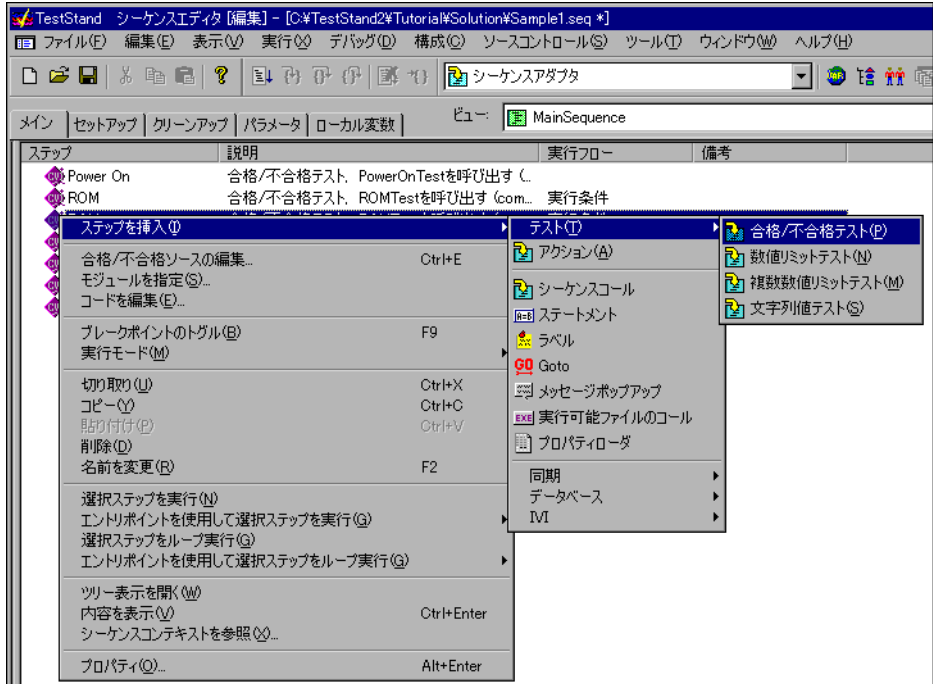 TestStand シーケンスエディタ [編集] - [C:¥TestStand2¥Tutorial¥Solution¥Sample1.seq *]
ファイル(F) 編集(E) 表示(V) 実行(X) デバッグ(D) 構成(C) ソースコントロール(S) ツール(T) ウィンドウ(W) ヘルプ(H)
シーケンスアダプタ
メイン セットアップ クリーンアップ パラメータ ローカル変数 ビュー: MainSequence
ステップ 説明 実行フロー 備考
Power On 合格/不合格テスト, PowerOnTestを呼び出す (..
ROM 合格/不合格テスト, ROMTestを呼び出す (com... 実行条件
ステップを挿入(I)
合格/不合格ソースの編集... Ctrl+E
モジュールを指定(S)...
コードを編集(E)...
ブレークポイントのトグル(B) F9
実行モード(M)
切り取り(U) Ctrl+X
コピー(Y) Ctrl+C
貼り付け(P) Ctrl+V
削除(D)
名前を変更(R) F2
選択ステップを実行(N)
エントリポイントを使用して選択ステップを実行(G)
選択ステップをループ実行(G)
エントリポイントを使用して選択ステップをループ実行(G)
ツリー表示を開く(W)
内容を表示(V) Ctrl+Enter
シーケンスコンテキストを参照(X)...
プロパティ(O)... Alt+Enter
テスト(T)
アクション(A)
シーケンスコール
A=B ステートメント
ラベル
GO Goto
メッセージポップアップ
EXE 実行可能ファイルのコール
プロパティローダ
同期
データベース
IVI
合格/不合格テスト(P)
数値リミットテスト(N)
複数数値リミットテスト(M)
文字列値テスト(S)